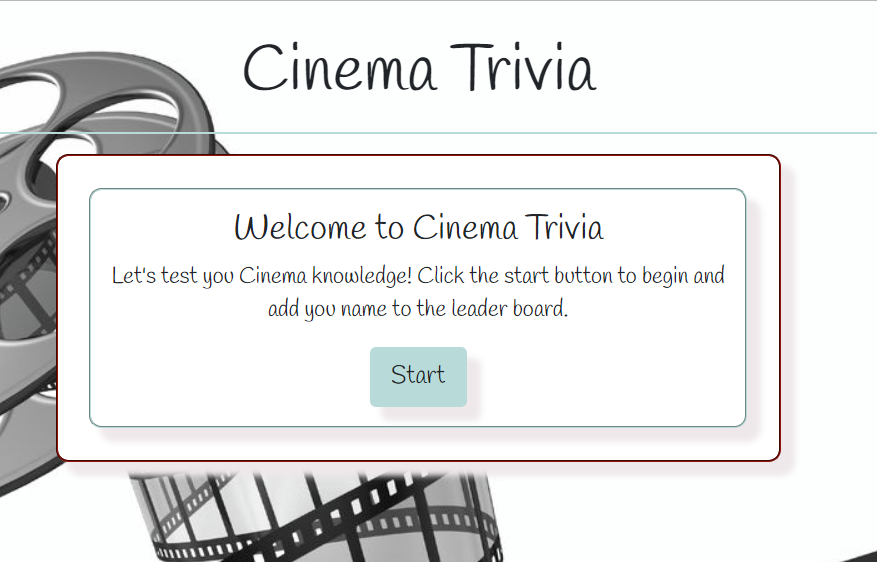 Cinema Trivia
Welcome to Cinema Trivia
Let's test you Cinema knowledge! Click the start button to begin and
add you name to the leader board.
Start